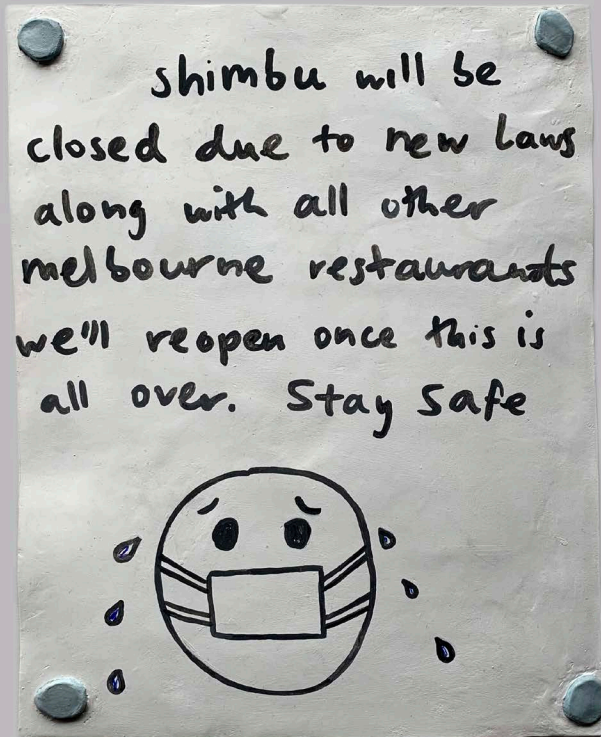 shimbu will be
closed due to new laws
along with all other
melbourne restaurants
we'll reopen once this is
all over. Stay safe